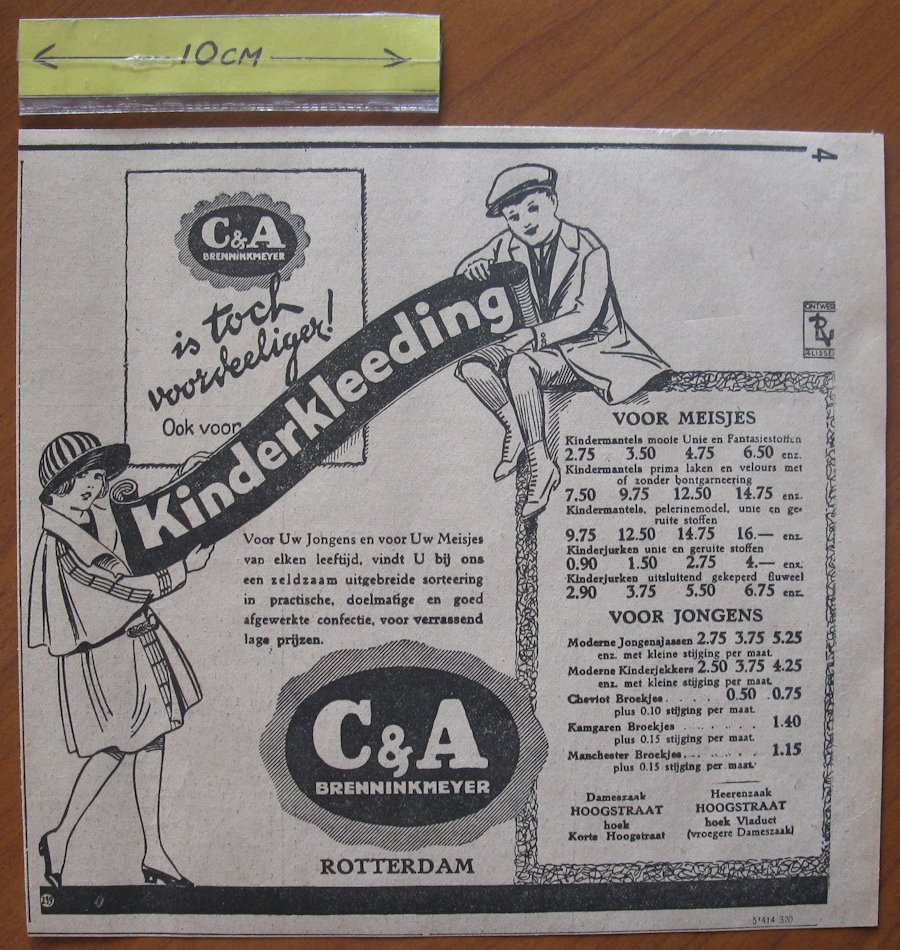 10CM
4
C&A
BRENNINKMEYER
is toch
voordeeliger!
Ook voor
Kinderkleeding
ONTWERP
VOOR MEISJES
Kindermantels mooie Unie en Fantasiestoffen
2.75 3.50 4.75 6.50 enz.
Kindermantels prima laken en velours met
of zonder bontgarneering
7.50 9.75 12.50 14.75 enz.
Kindermantels, pelerinemodel, unie en ge-
ruite stoffen
9.75 12.50 14.75 16.— enz.
Kinderjurken unie en geruite stoffen
0.90 1.50 2.75 4.— enz.
Kinderjurken uitsluitend gekeperd fluweel
2.90 3.75 5.50 6.75 enz.
VOOR JONGENS
Moderne Jongensjassen 2.75 3.75 5.25
enz. met kleine stijging per maat.
Moderne Kinderjekkers 2.50 3.75 4.25
enz. met kleine stijging per maat.
Cheviot Broekjes . . . . . 0.50 .0.75
plus 0.10 stijging per maat.
Kamgaren Broekjes . . . . . . 1.40
plus 0.15 stijging per maat.
Manchester Broekjes . . . . . . 1.15
plus 0.15 stijging per maat.
Dameszaak
HOOGSTRAAT
hoek
Korte Hoogstraat
Heerenzaak
HOOGSTRAAT
hoek Viaduct
(vroegere Dameszaak)
Voor Uw Jongens en voor Uw Meisjes
van elken leeftijd, vindt U bij ons
een zeldzaam uitgebreide sorteering
in practische, doelmatige en goed
afgewerkte confectie, voor verrassend
lage prijzen.
C&A
BRENNINKMEYER
ROTTERDAM
51414 320